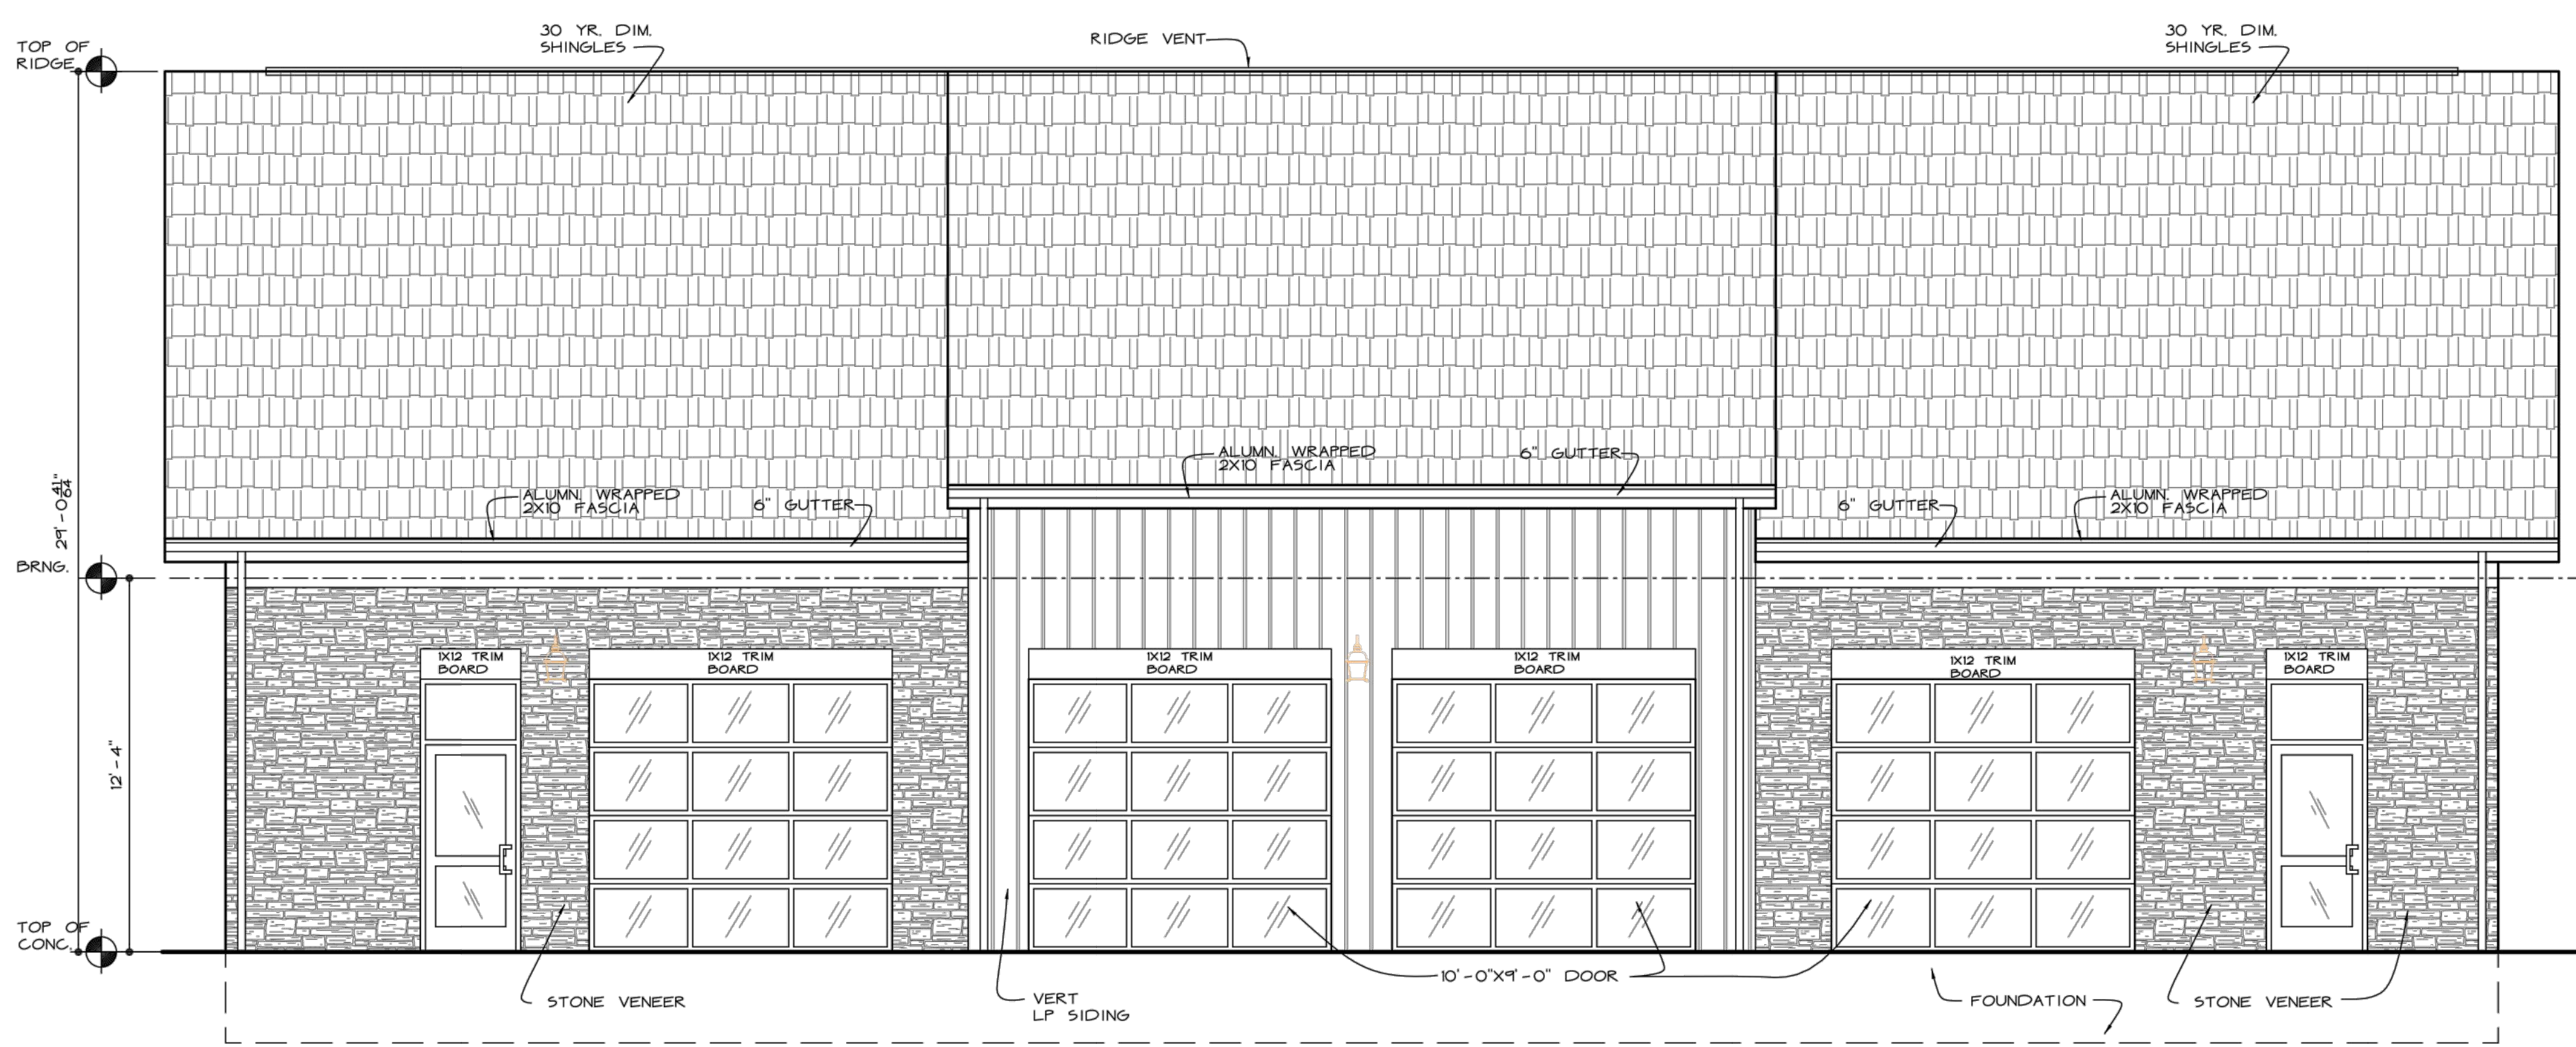 30 YR. DIM.
SHINGLES
RIDGE VENT
30 YR. DIM.
SHINGLES
TOP OF
RIDGE
ALUMN. WRAPPED
2X10 FASCIA
6" GUTTER
ALUMN. WRAPPED
2X10 FASCIA
6" GUTTER
6" GUTTER
ALUMN. WRAPPED
2X10 FASCIA
29'-0 41/64"
BRNG.
12'-4"
1X12 TRIM
BOARD
1X12 TRIM
BOARD
1X12 TRIM
BOARD
1X12 TRIM
BOARD
1X12 TRIM
BOARD
1X12 TRIM
BOARD
TOP OF
CONC.
10'-0"X9'-0" DOOR
STONE VENEER
VERT
LP SIDING
FOUNDATION
STONE VENEER